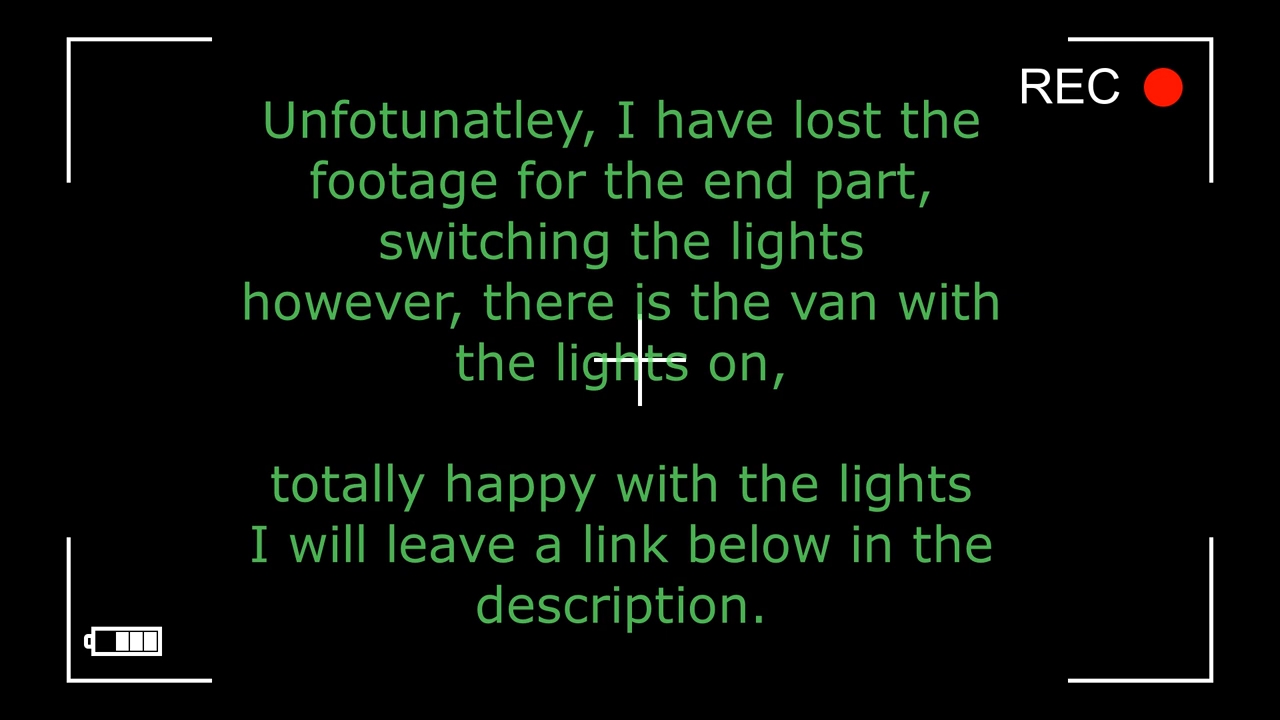 REC
Unfotunatley, I have lost the
footage for the end part,
switching the lights
however, there is the van with
the lights on,
totally happy with the lights
I will leave a link below in the
description.